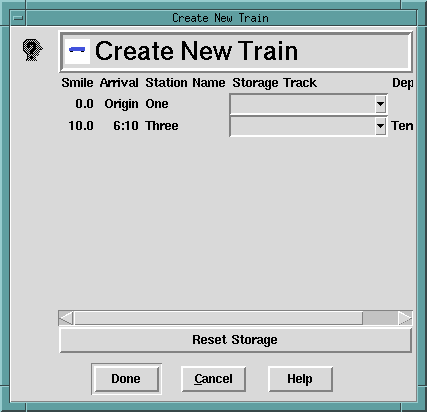 Create New Train
Create New Train
Smile Arrival Station Name Storage Track Dep
0.0 Origin One
10.0 6:10 Three Ter
Reset Storage
Done Cancel Help